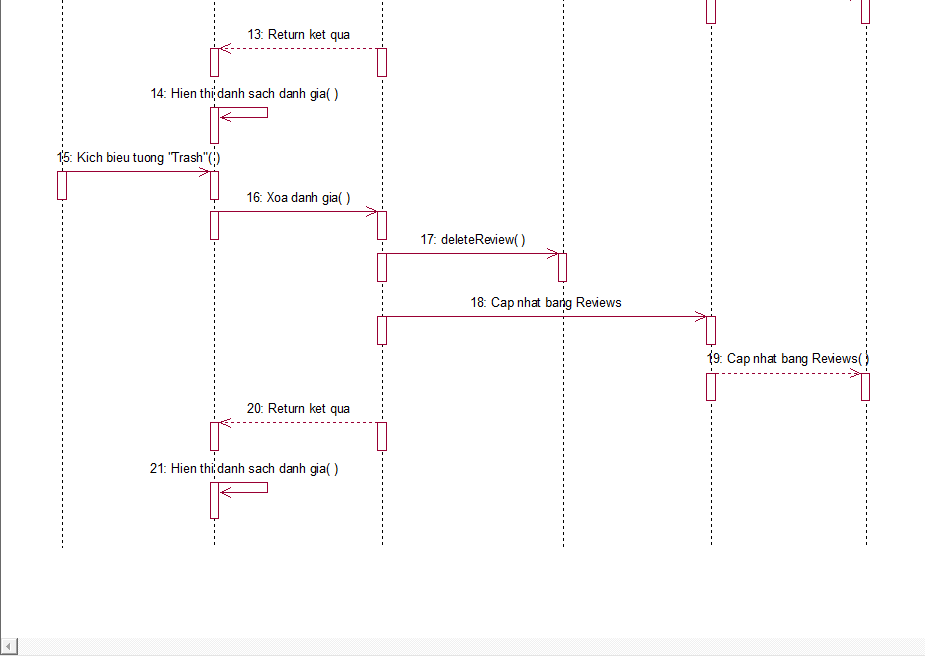 13: Return ket qua
14: Hien thi danh sach danh gia( )
15: Kich bieu tuong "Trash"( )
16: Xoa danh gia( )
17: deleteReview( )
18: Cap nhat bang Reviews
19: Cap nhat bang Reviews( )
20: Return ket qua
21: Hien thi danh sach danh gia( )